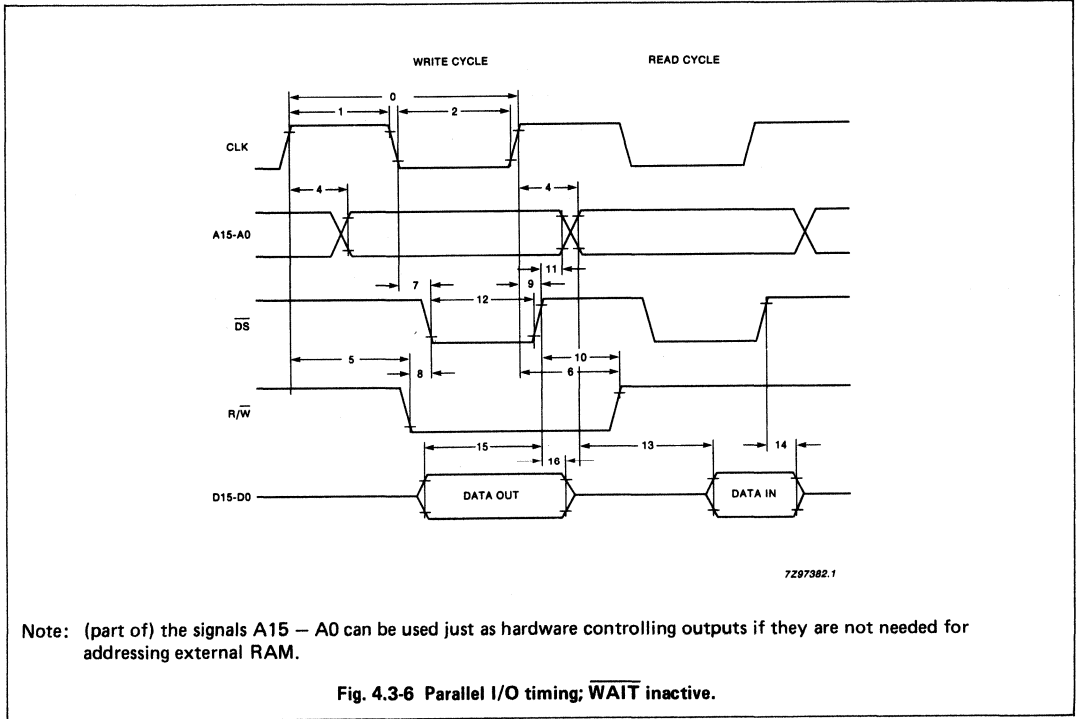 WRITE CYCLE READ CYCLE
0
1 2
CLK
4 4
A15-A0
11
7 9
12
D̅S̅
5 10
8 6
R/W̅
15 13
16 14
D15-D0 DATA OUT DATA IN
7Z97382.1
Note: (part of) the signals A15 – A0 can be used just as hardware controlling outputs if they are not needed for
addressing external RAM.
Fig. 4.3-6 Parallel I/O timing; W̅A̅I̅T̅ inactive.